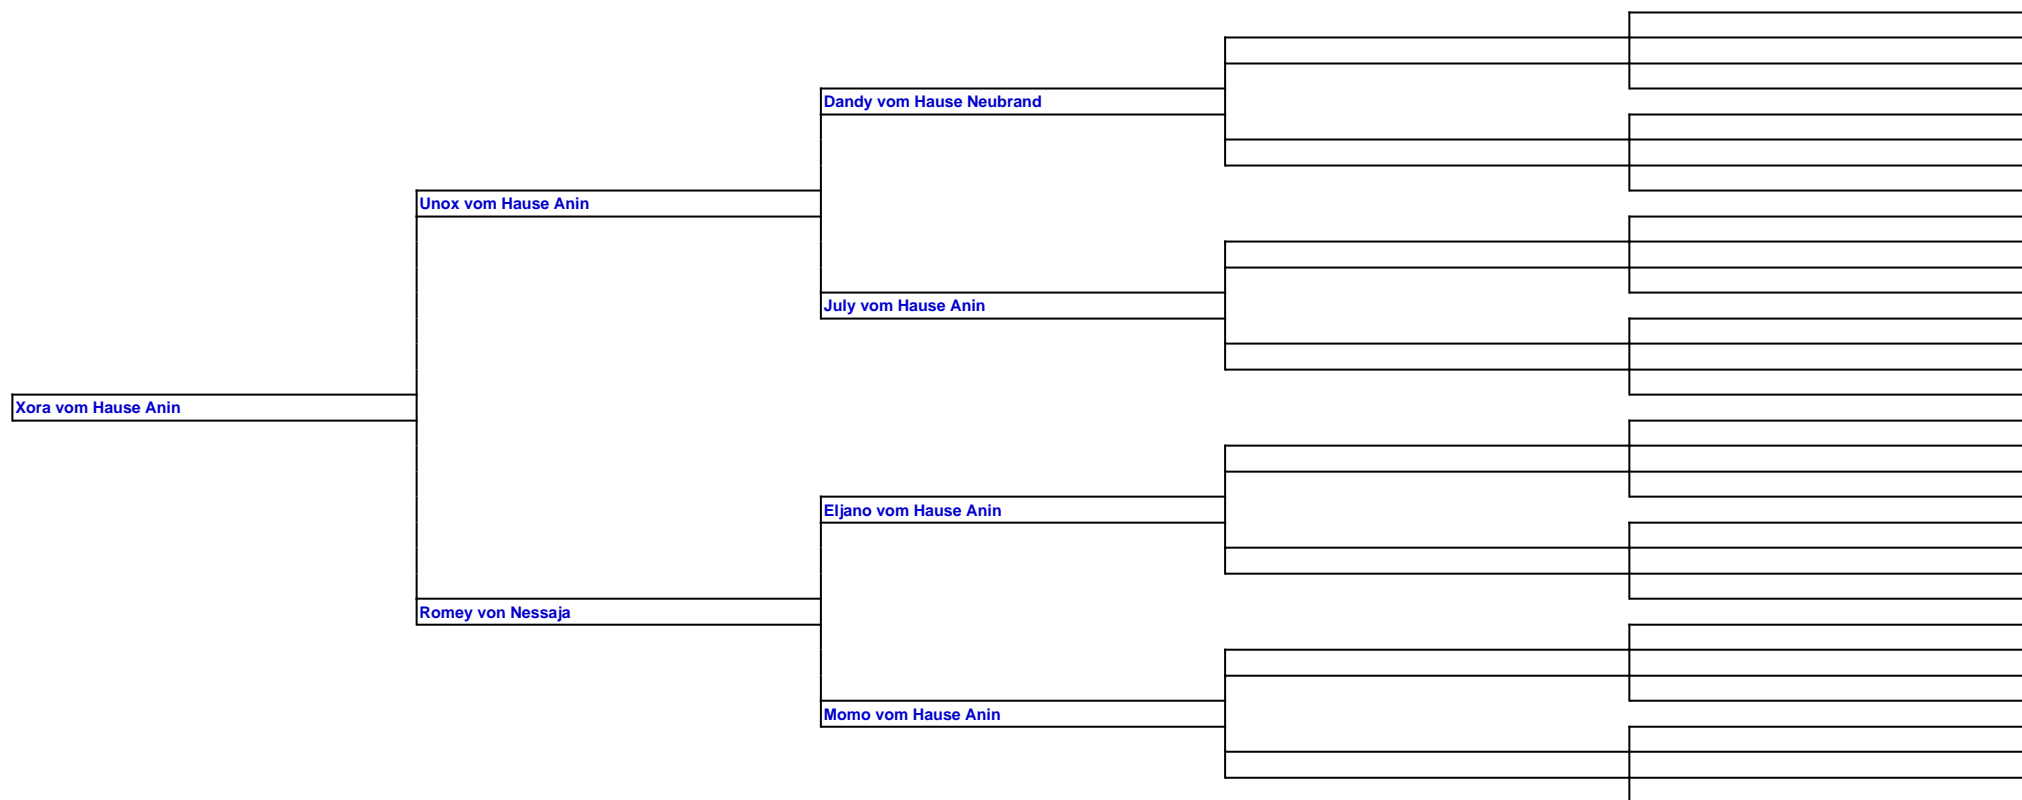 Dandy vom Hause Neubrand
Unox vom Hause Anin
July vom Hause Anin
Xora vom Hause Anin
Eljano vom Hause Anin
Romey von Nessaja
Momo vom Hause Anin